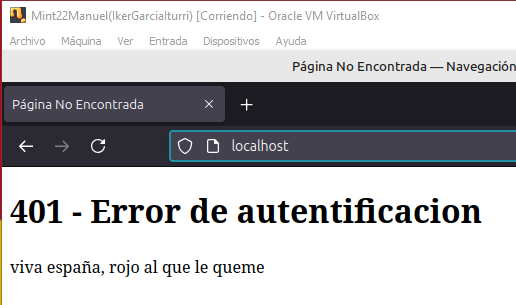 Mint22Manuel(IkerGarciaIturri) [Corriendo] - Oracle VM VirtualBox
Archivo Máquina Ver Entrada Dispositivos Ayuda
Página No Encontrada — Navegación
Página No Encontrada
localhost
401 - Error de autentificacion
viva españa, rojo al que le queme